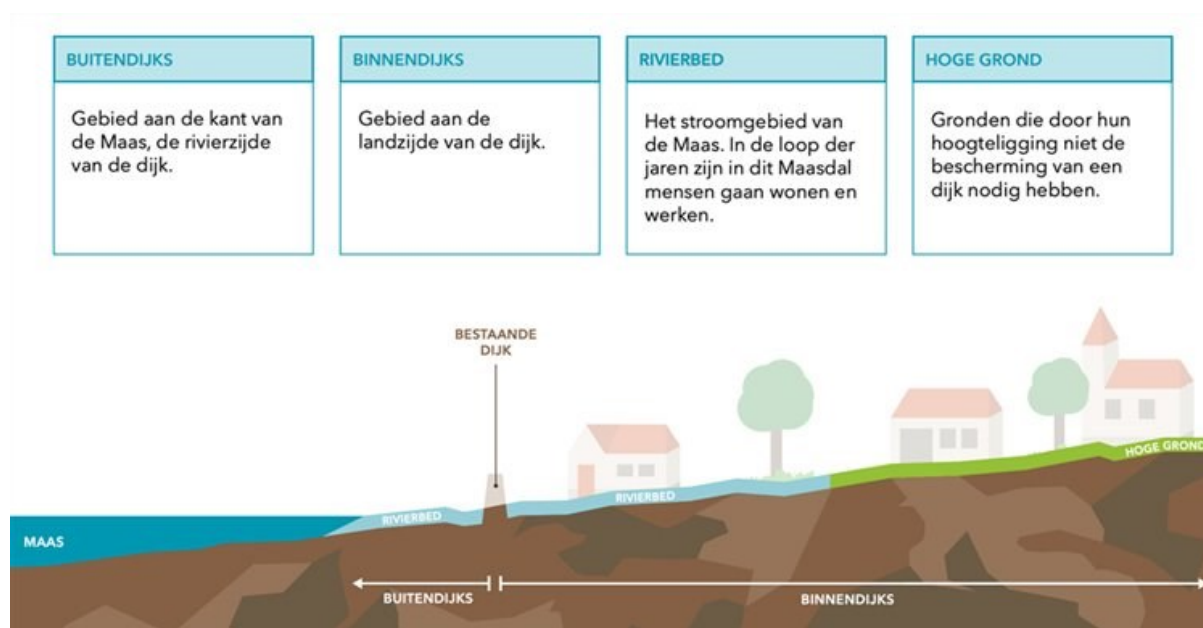 BUITENDIJKS
Gebied aan de kant van
de Maas, de rivierzijde
van de dijk.
BINNENDIJKS
Gebied aan de
landzijde van de dijk.
RIVIERBED
Het stroomgebied van
de Maas. In de loop der
jaren zijn in dit Maasdal
mensen gaan wonen en
werken.
HOGE GROND
Gronden die door hun
hoogteligging niet de
bescherming van een
dijk nodig hebben.
BESTAANDE
DIJK
HOGE GROND
RIVIERBED
RIVIERBED
MAAS
BUITENDIJKS
BINNENDIJKS